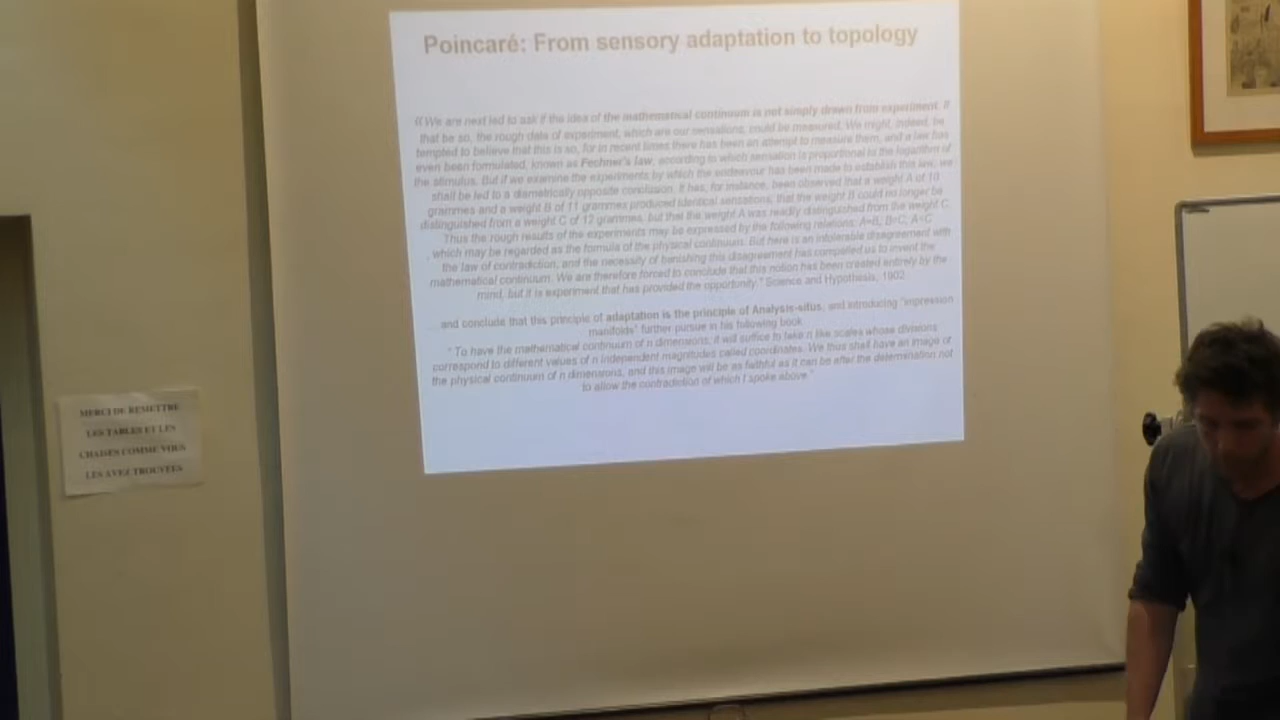 Poincaré: From sensory adaptation to topology
(( We are next led to ask if the idea of the mathematical continuum is not simply drawn from experiment. If
that be so, the rough data of experiment, which are our sensations, could be measured. We might, indeed, be
tempted to believe that this is so, for in recent times there has been an attempt to measure them, and a law has
even been formulated, known as Fechner's law, according to which sensation is proportional to the logarithm of
the stimulus. But if we examine the experiments by which the endeavour has been made to establish this law, we
shall be led to a diametrically opposite conclusion. It has, for instance, been observed that a weight A of 10
grammes and a weight B of 11 grammes produced identical sensations, that the weight B could no longer be
distinguished from a weight C of 12 grammes, but that the weight A was readily distinguished from the weight C.
Thus the rough results of the experiments may be expressed by the following relations: A=B, B=C, A<C
, which may be regarded as the formula of the physical continuum. But here is an intolerable disagreement with
the law of contradiction, and the necessity of banishing this disagreement has compelled us to invent the
mathematical continuum. We are therefore forced to conclude that this notion has been created entirely by the
mind, but it is experiment that has provided the opportunity." Science and Hypothesis, 1902
and conclude that this principle of adaptation is the principle of Analysis-situs, and introducing "impression
manifolds" further pursue in his following book
" To have the mathematical continuum of n dimensions, it will suffice to take n like scales whose divisions
correspond to different values of n independent magnitudes called coordinates. We thus shall have an image of
the physical continuum of n dimensions, and this image will be as faithful as it can be after the determination not
to allow the contradiction of which I spoke above."
MERCI DE REMETTRE
LES TABLES ET LES
CHAISES COMME VOUS
LES AVEZ TROUVEES